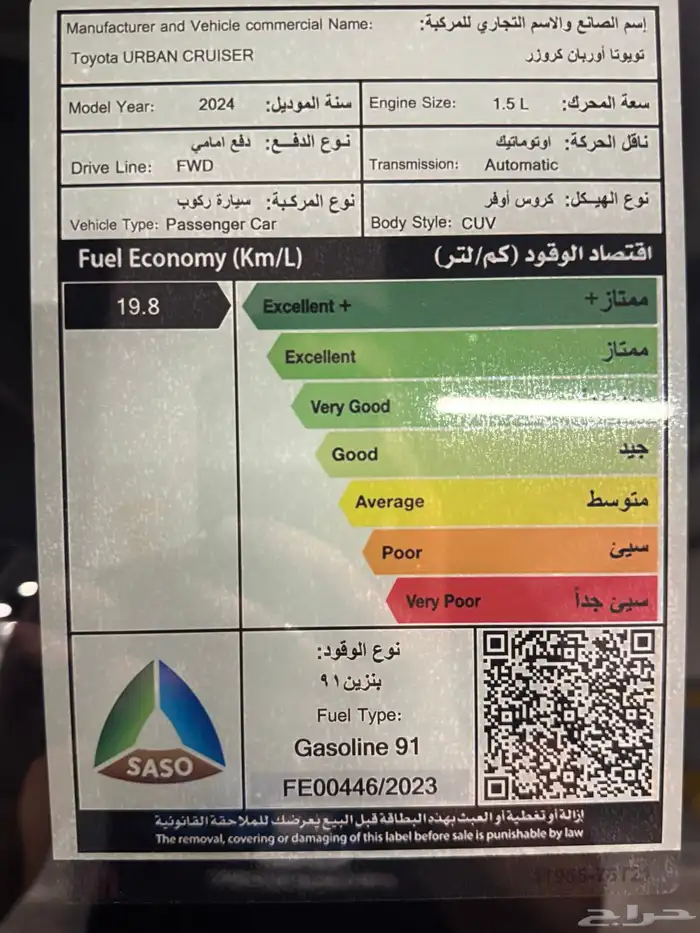 Manufacturer and Vehicle commercial Name: إسم الصانع والاسم التجاري للمركبة:
Toyota URBAN CRUISER تويوتا أوربان كروزر
Model Year: 2024 سنة الموديل:
Engine Size: 1.5 L سعة المحرك:
نوع الدفع: دفع امامي
Drive Line: FWD
ناقل الحركة: اوتوماتيك
Transmission: Automatic
نوع المركبة: سيارة ركوب
Vehicle Type: Passenger Car
نوع الهيكل: كروس أوفر
Body Style: CUV
Fuel Economy (Km/L) اقتصاد الوقود (كم/لتر)
19.8
Excellent + ممتاز +
Excellent ممتاز
Very Good
Good جيد
Average متوسط
Poor سيئ
Very Poor سيئ جداً
SASO
نوع الوقود:
بنزين ٩١
Fuel Type:
Gasoline 91
FE00446/2023
إزالة أو تغطية أو العبث بهذه البطاقة قبل البيع يعرضك للملاحقة القانونية
The removal, covering or damaging of this label before sale is punishable by law
حراج